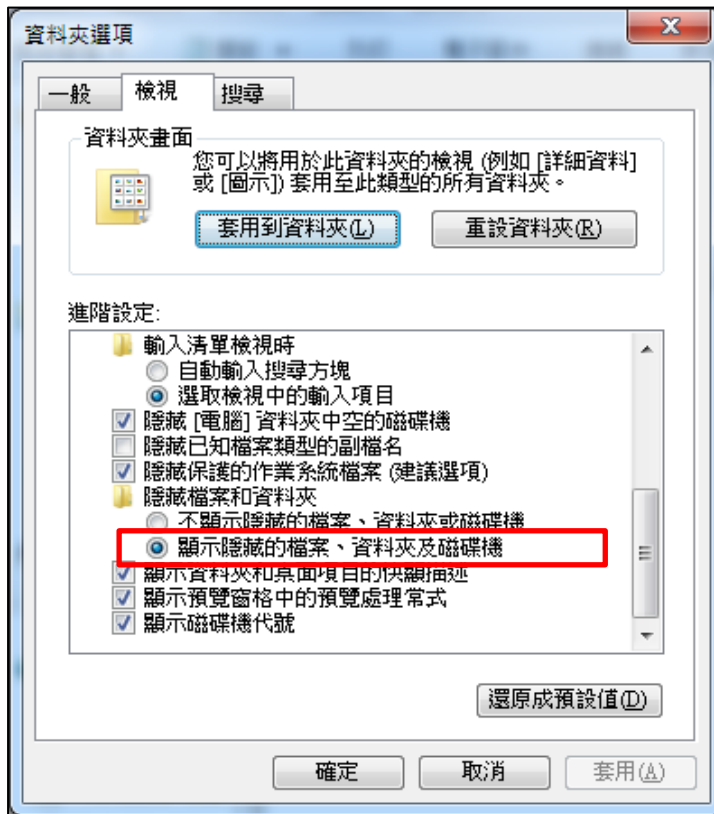 資料夾選項
一般 檢視 搜尋
資料夾畫面
您可以將用於此資料夾的檢視 (例如 [詳細資料]
或 [圖示]) 套用至此類型的所有資料夾。
套用到資料夾(L) 重設資料夾(R)
進階設定:
輸入清單檢視時
自動輸入搜尋方塊
選取檢視中的輸入項目
隱藏 [電腦] 資料夾中空的磁碟機
隱藏已知檔案類型的副檔名
隱藏保護的作業系統檔案 (建議選項)
隱藏檔案和資料夾
不顯示隱藏的檔案、資料夾或磁碟機
顯示隱藏的檔案、資料夾及磁碟機
顯示資料夾和桌面項目的快顯描述
顯示預覽窗格中的預覽處理常式
顯示磁碟機代號
還原成預設值(D)
確定 取消 套用(A)